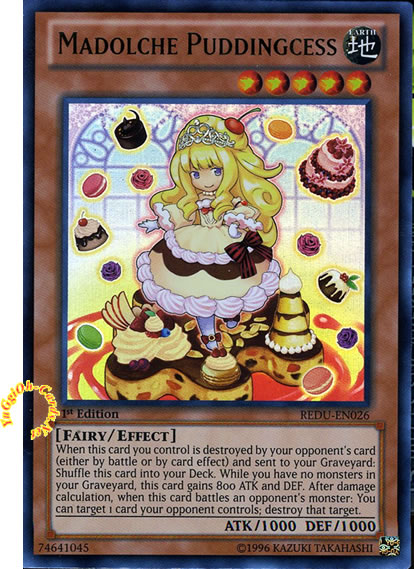 MADOLCHE PUDDINGCESS
EARTH
地
YuGgiOh-Cards.Net
1st Edition
REDU-EN026
[FAIRY/EFFECT]
When this card you control is destroyed by your opponent's card
(either by battle or by card effect) and sent to your Graveyard:
Shuffle this card into your Deck. While you have no monsters in
your Graveyard, this card gains 800 ATK and DEF. After damage
calculation, when this card battles an opponent's monster: You
can target 1 card your opponent controls; destroy that target.
ATK/1000 DEF/1000
74641045
©1996 KAZUKI TAKAHASHI